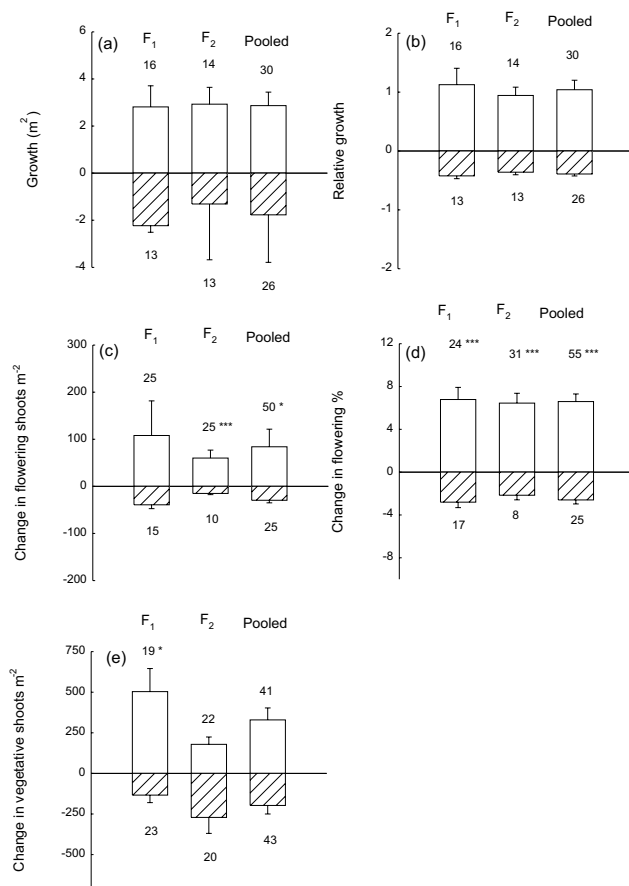 (a) F₁ F₂ Pooled
16 14 30
6
4
2
0
-2
-4
Growth (m²)
13 13 26
(b) F₁ F₂ Pooled
16 14 30
2
1
0
-1
-2
Relative growth
13 13 26
(c) F₁ F₂ Pooled
25 25 *** 50 *
300
200
100
0
-100
-200
Change in flowering shoots m⁻²
15 10 25
(d) F₁ F₂ Pooled
24 *** 31 *** 55 ***
12
8
4
0
-4
-8
Change in flowering %
17 8 25
(e) F₁ F₂ Pooled
19 * 22 41
750
500
250
0
-250
-500
Change in vegetative shoots m⁻²
23 20 43